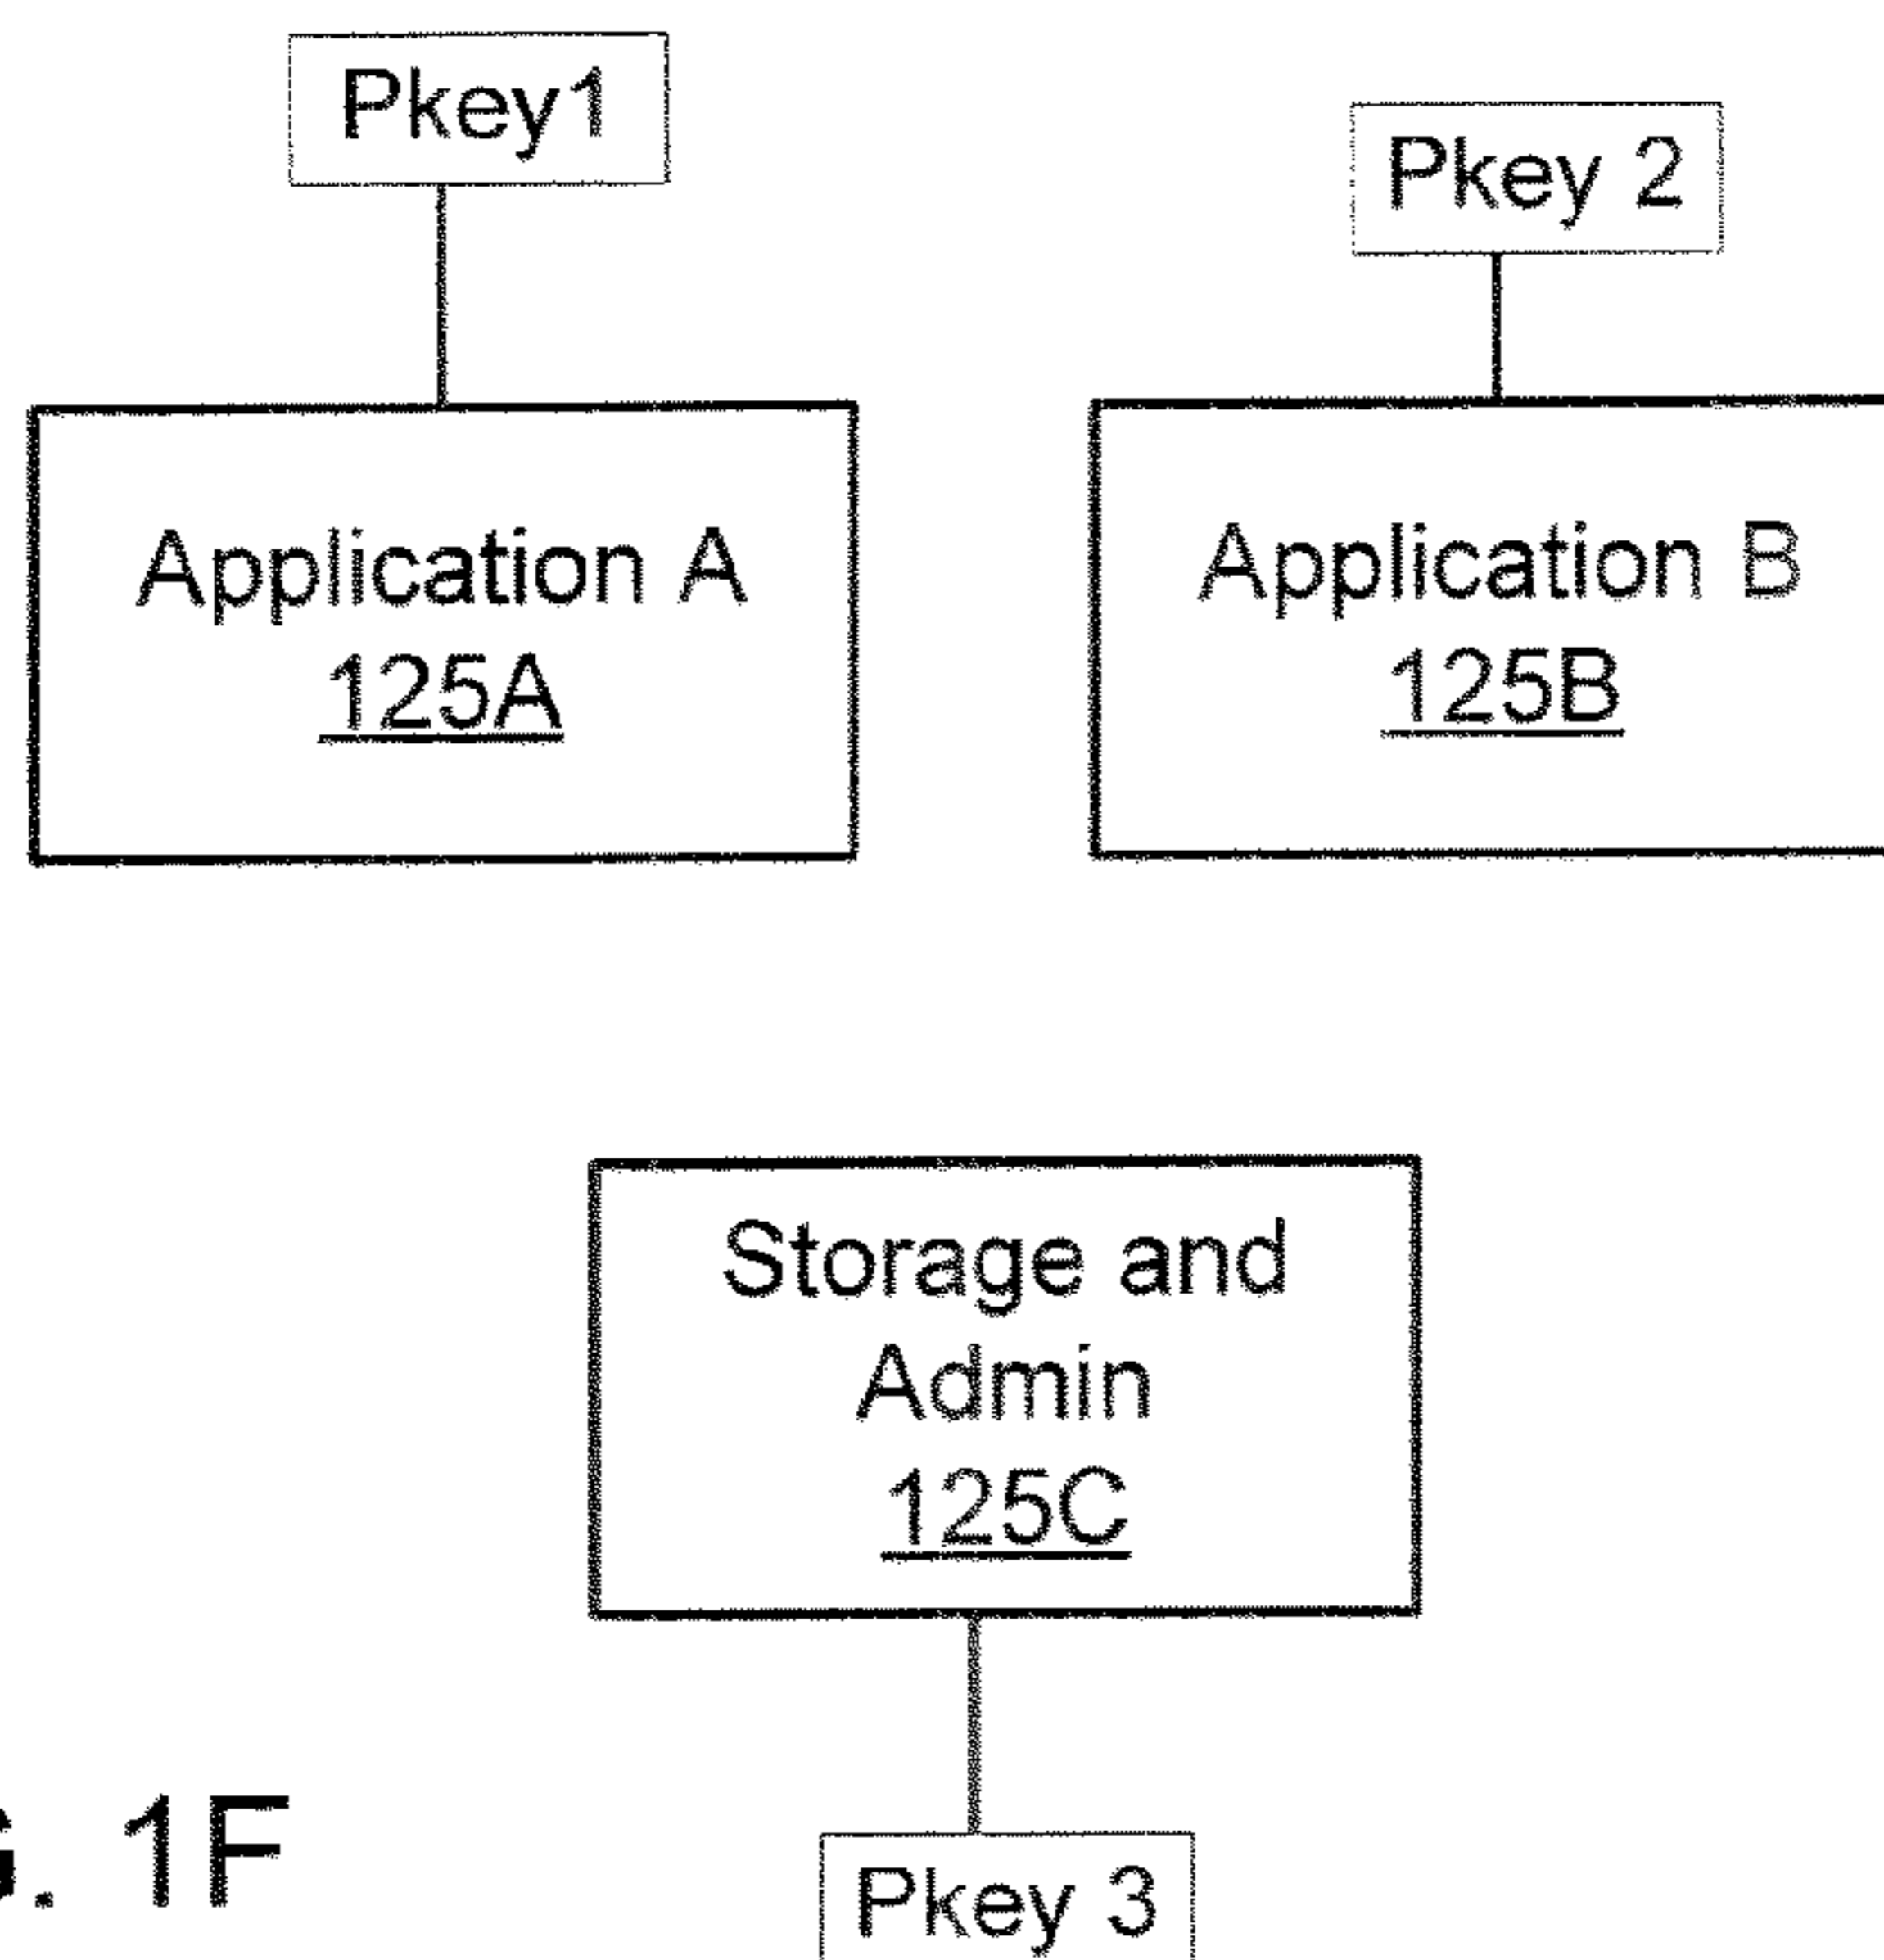 Pkey1
Pkey 2
Application A
125A
Application B
125B
Storage and
Admin
125C
G. 1F
Pkey 3